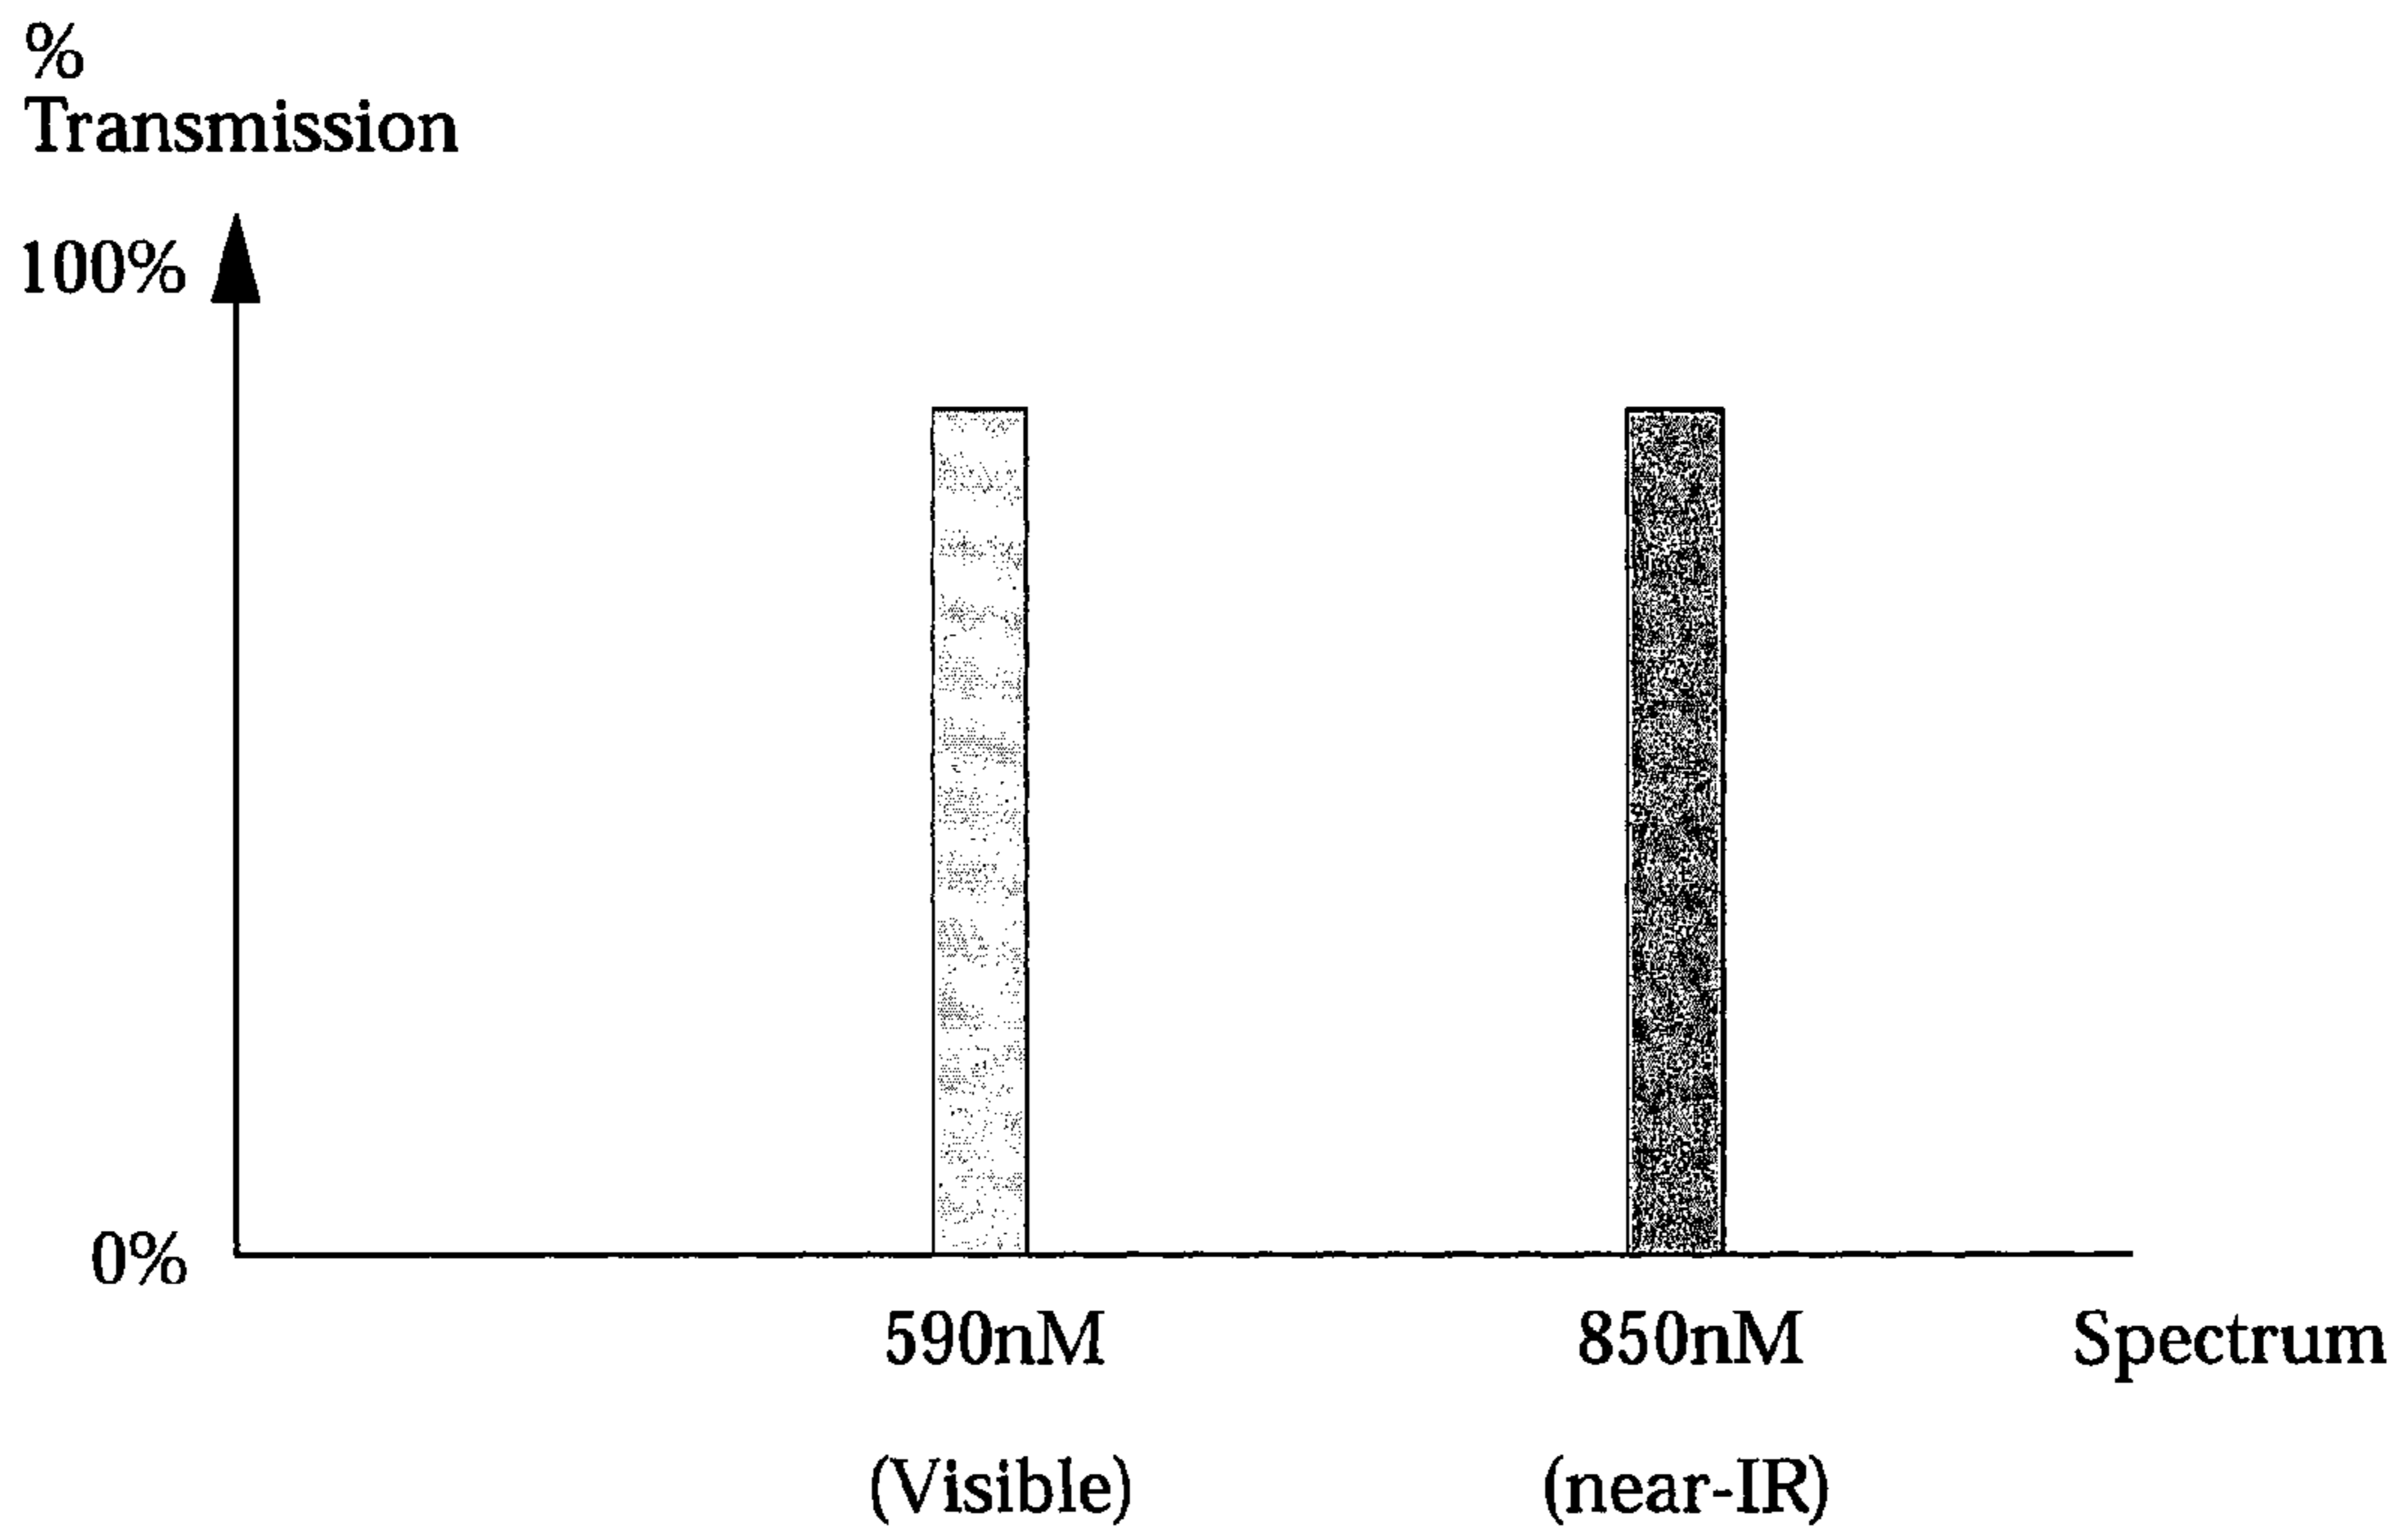 %
Transmission
100%
0%
590nM
850nM
Spectrum
(Visible)
(near-IR)